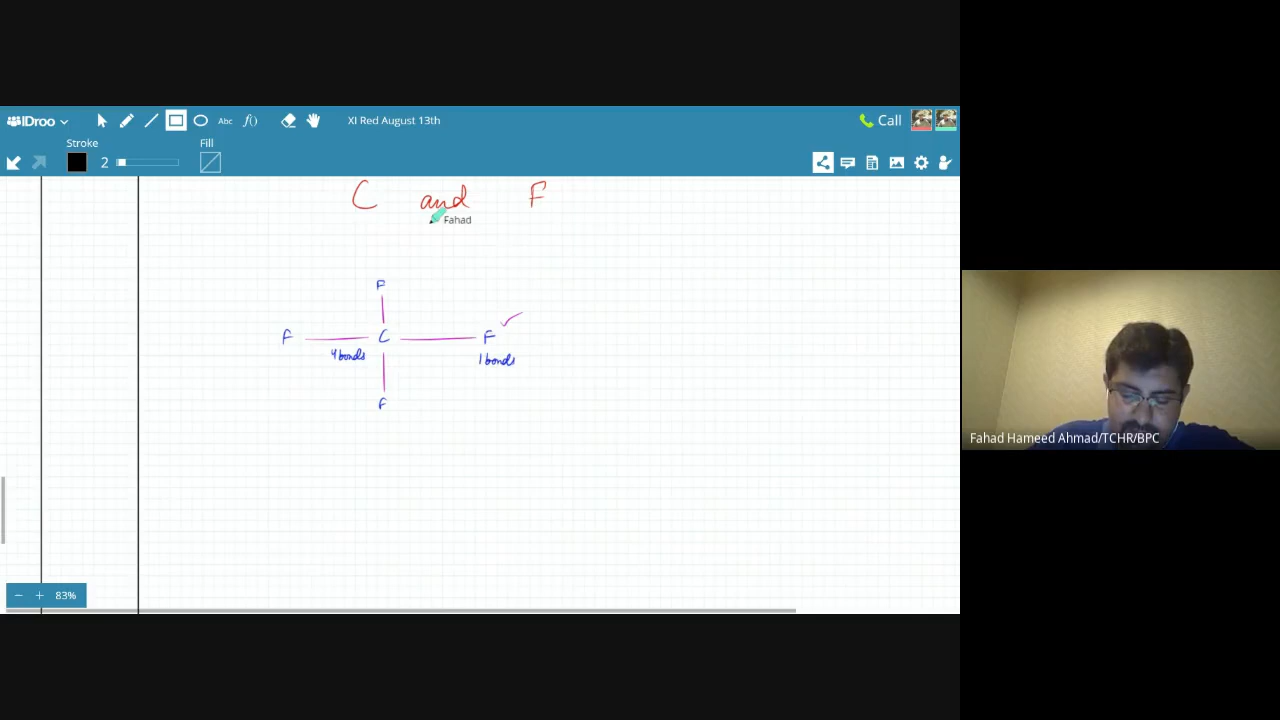 IDroo
Abc
f()
XI Red August 13th
Call
Stroke
Fill
2
C and F
Fahad
F
F C F
4 bonds
1 bonds
F
Fahad Hameed Ahmad/TCHR/BPC
− + 83%